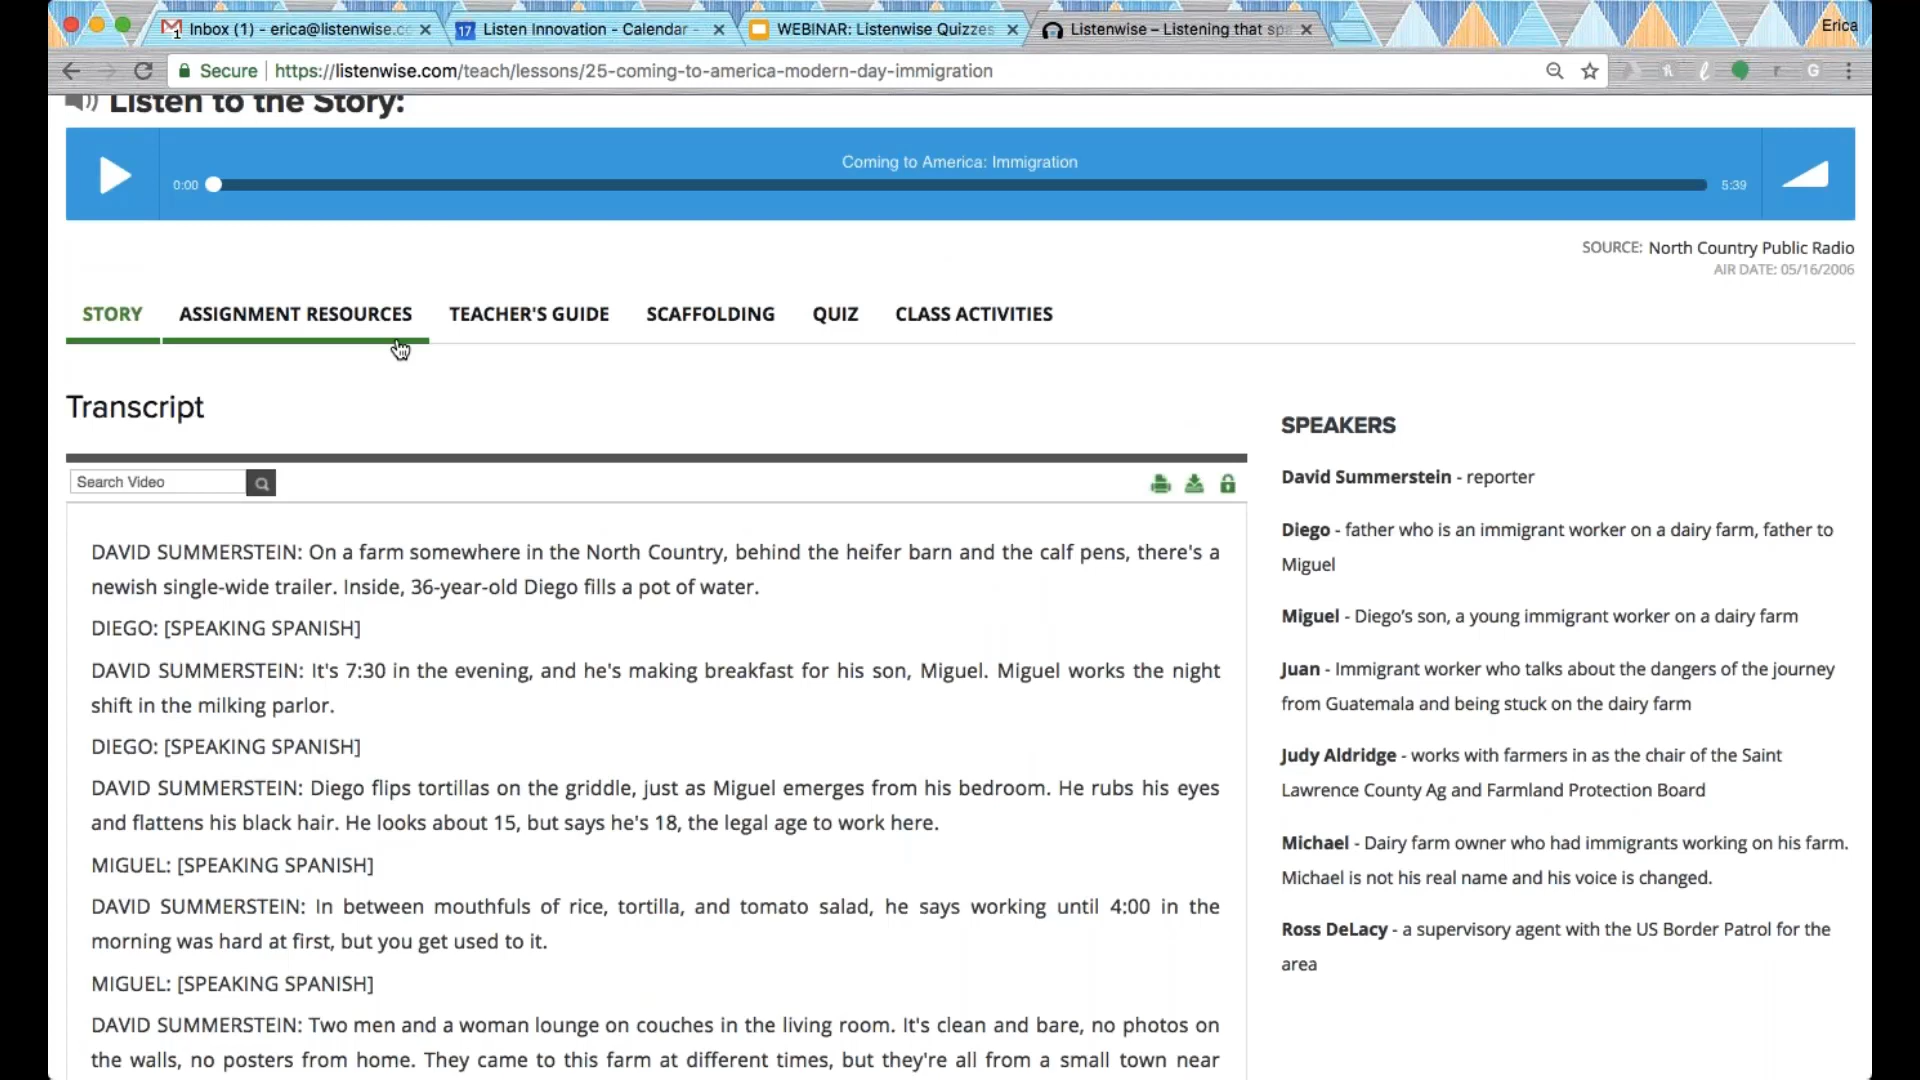 Inbox (1) - erica@listenwise.c
Listen Innovation - Calendar -
WEBINAR: Listenwise Quizzes
Listenwise – Listening that sp
Erica
Secure
https://listenwise.com/teach/lessons/25-coming-to-america-modern-day-immigration
Listen to the Story:
Coming to America: Immigration
0:00
5:39
SOURCE: North Country Public Radio
AIR DATE: 05/16/2006
STORY ASSIGNMENT RESOURCES TEACHER'S GUIDE SCAFFOLDING QUIZ CLASS ACTIVITIES
Transcript
Search Video
DAVID SUMMERSTEIN: On a farm somewhere in the North Country, behind the heifer barn and the calf pens, there's a
newish single-wide trailer. Inside, 36-year-old Diego fills a pot of water.
DIEGO: [SPEAKING SPANISH]
DAVID SUMMERSTEIN: It's 7:30 in the evening, and he's making breakfast for his son, Miguel. Miguel works the night
shift in the milking parlor.
DIEGO: [SPEAKING SPANISH]
DAVID SUMMERSTEIN: Diego flips tortillas on the griddle, just as Miguel emerges from his bedroom. He rubs his eyes
and flattens his black hair. He looks about 15, but says he's 18, the legal age to work here.
MIGUEL: [SPEAKING SPANISH]
DAVID SUMMERSTEIN: In between mouthfuls of rice, tortilla, and tomato salad, he says working until 4:00 in the
morning was hard at first, but you get used to it.
MIGUEL: [SPEAKING SPANISH]
DAVID SUMMERSTEIN: Two men and a woman lounge on couches in the living room. It's clean and bare, no photos on
the walls, no posters from home. They came to this farm at different times, but they're all from a small town near
SPEAKERS
David Summerstein - reporter
Diego - father who is an immigrant worker on a dairy farm, father to
Miguel
Miguel - Diego's son, a young immigrant worker on a dairy farm
Juan - Immigrant worker who talks about the dangers of the journey
from Guatemala and being stuck on the dairy farm
Judy Aldridge - works with farmers in as the chair of the Saint
Lawrence County Ag and Farmland Protection Board
Michael - Dairy farm owner who had immigrants working on his farm.
Michael is not his real name and his voice is changed.
Ross DeLacy - a supervisory agent with the US Border Patrol for the
area